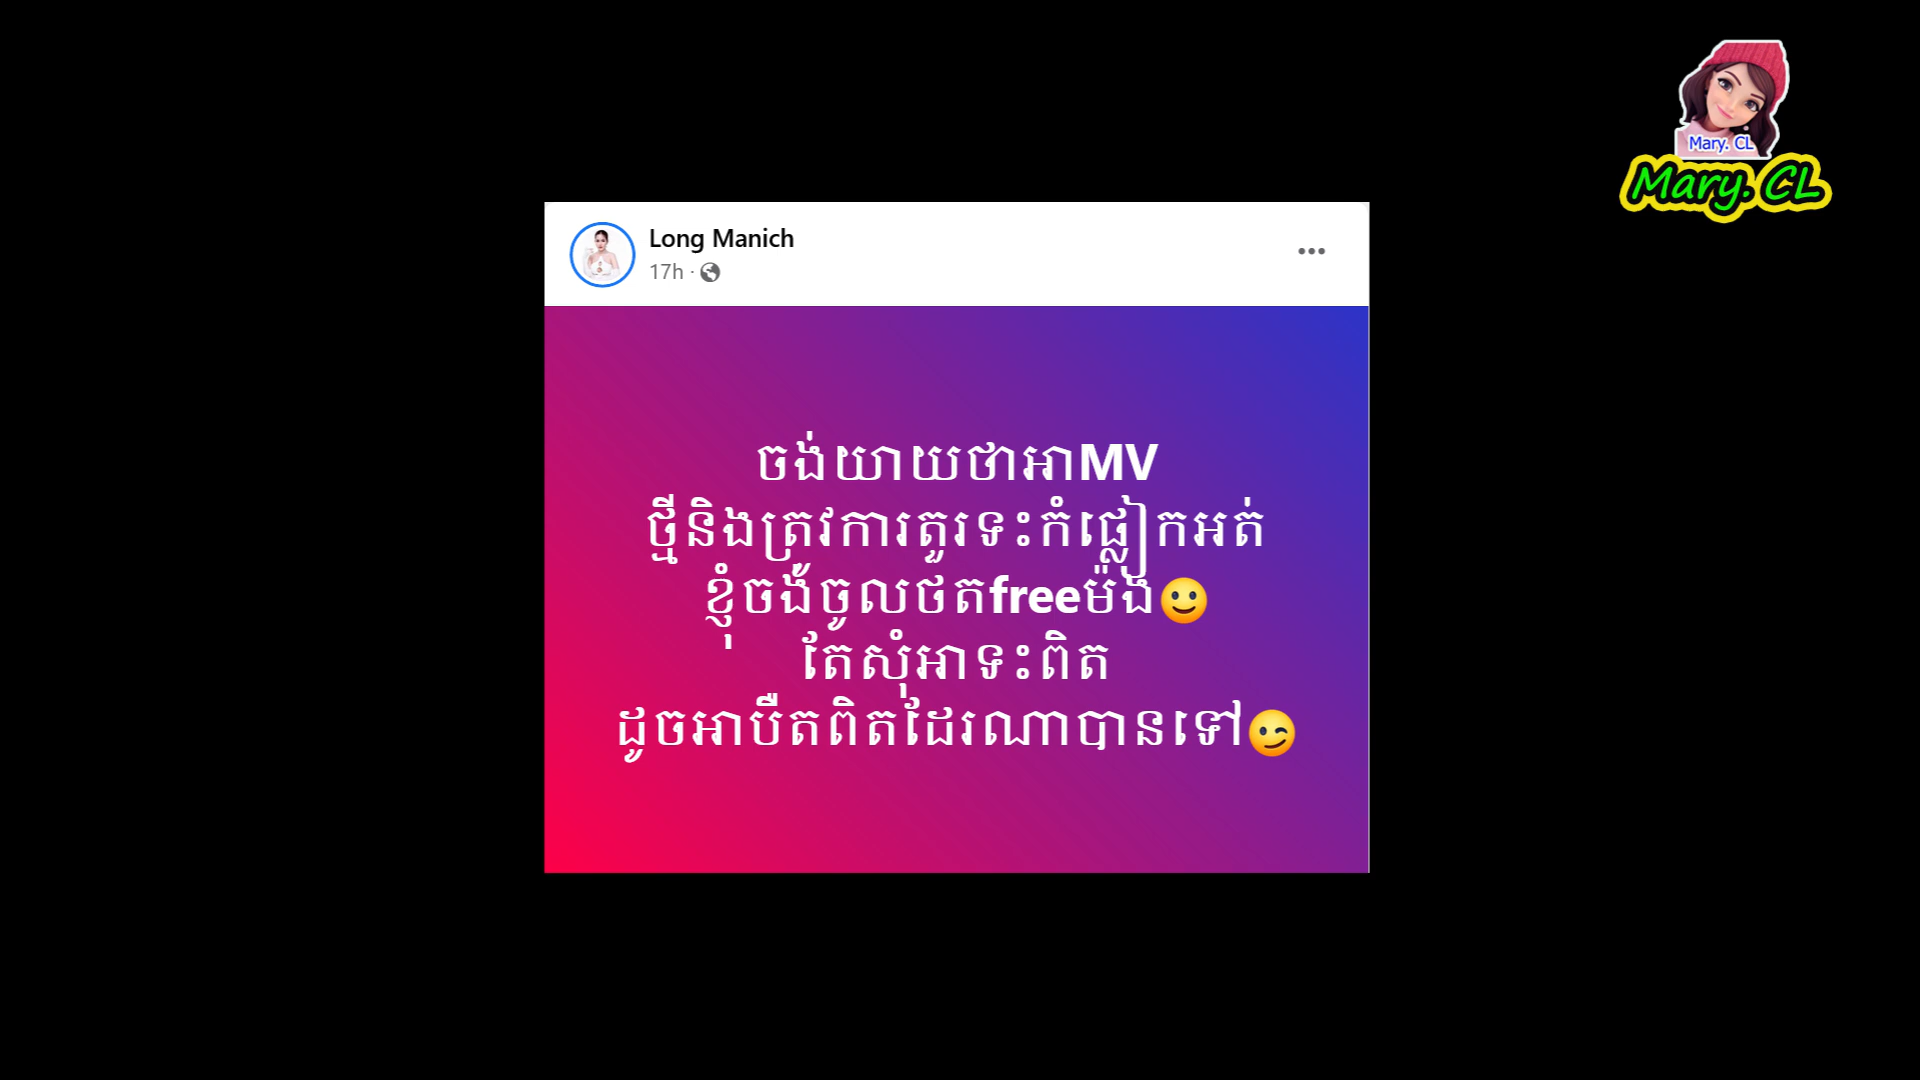 Mary. CL
Mary. CL
Long Manich
17h ·
ចង់យាយថាអាMV
ថ្មីនិងត្រូវការតួរទះកំផ្លៀកអត់
ខ្ញុំចង់ចូលថតfreeម៉ង🙂
តែសុំអាទះពិត
ដូចអាបឺតពិតដែរណាបានទៅ😉